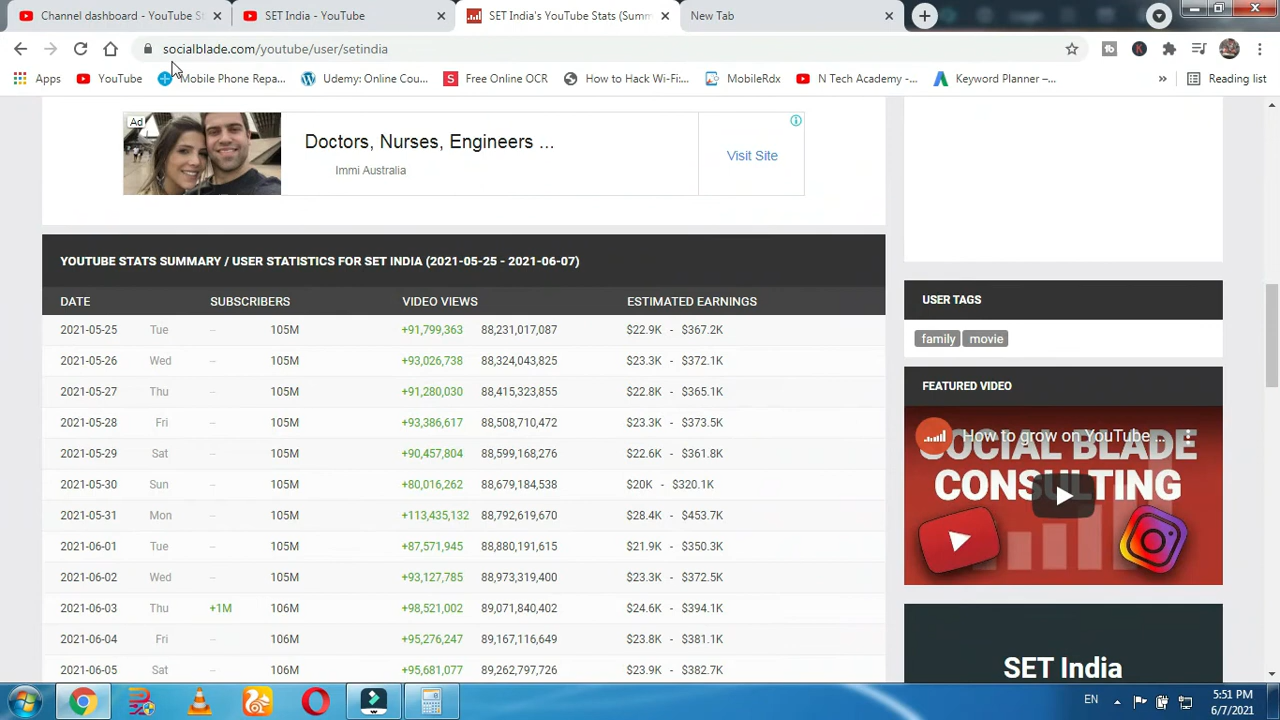 Channel dashboard - YouTube S
SET India - YouTube
SET India's YouTube Stats (Summ
New Tab
socialblade.com/youtube/user/setindia
Apps
YouTube
Mobile Phone Repa...
Udemy: Online Cou...
Free Online OCR
How to Hack Wi-Fi:...
MobileRdx
N Tech Academy -...
Keyword Planner –...
»
Reading list
Ad
Doctors, Nurses, Engineers ...
Immi Australia
Visit Site
YOUTUBE STATS SUMMARY / USER STATISTICS FOR SET INDIA (2021-05-25 - 2021-06-07)
DATE SUBSCRIBERS VIDEO VIEWS ESTIMATED EARNINGS
2021-05-25 Tue -- 105M +91,799,363 88,231,017,087 $22.9K - $367.2K
2021-05-26 Wed -- 105M +93,026,738 88,324,043,825 $23.3K - $372.1K
2021-05-27 Thu -- 105M +91,280,030 88,415,323,855 $22.8K - $365.1K
2021-05-28 Fri -- 105M +93,386,617 88,508,710,472 $23.3K - $373.5K
2021-05-29 Sat -- 105M +90,457,804 88,599,168,276 $22.6K - $361.8K
2021-05-30 Sun -- 105M +80,016,262 88,679,184,538 $20K - $320.1K
2021-05-31 Mon -- 105M +113,435,132 88,792,619,670 $28.4K - $453.7K
2021-06-01 Tue -- 105M +87,571,945 88,880,191,615 $21.9K - $350.3K
2021-06-02 Wed -- 105M +93,127,785 88,973,319,400 $23.3K - $372.5K
2021-06-03 Thu +1M 106M +98,521,002 89,071,840,402 $24.6K - $394.1K
2021-06-04 Fri -- 106M +95,276,247 89,167,116,649 $23.8K - $381.1K
2021-06-05 Sat -- 106M +95,681,077 89,262,797,726 $23.9K - $382.7K
USER TAGS
family movie
FEATURED VIDEO
How to grow on YouTube ...
SOCIAL BLADE
CONSULTING
SET India
EN
5:51 PM
6/7/2021